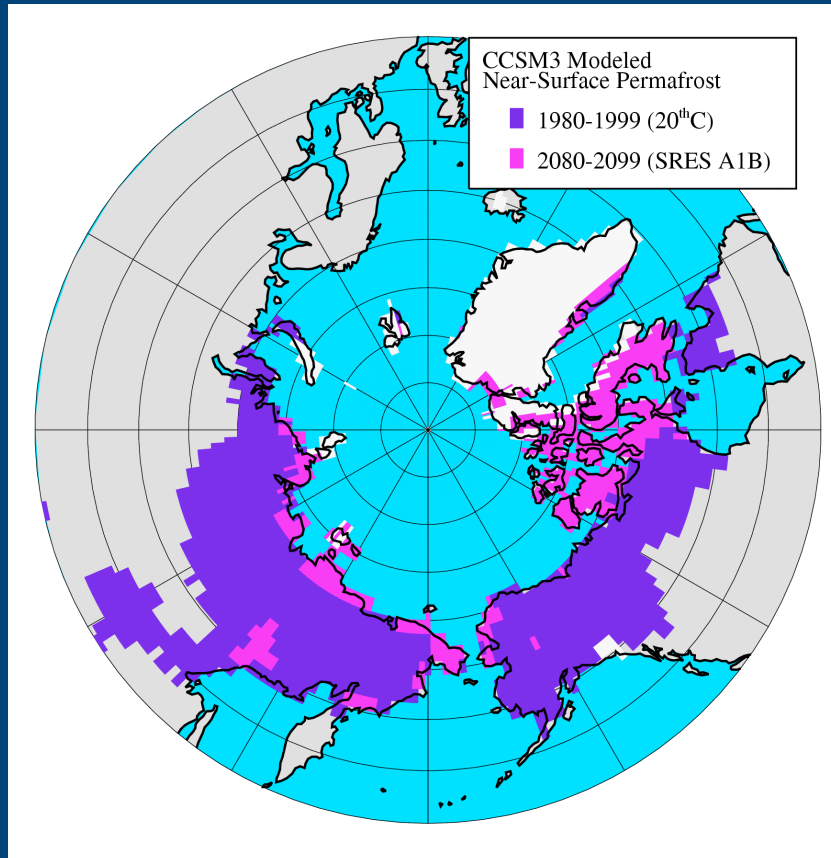 CCSM3 Modeled
Near-Surface Permafrost
1980-1999 (20thC)
2080-2099 (SRES A1B)